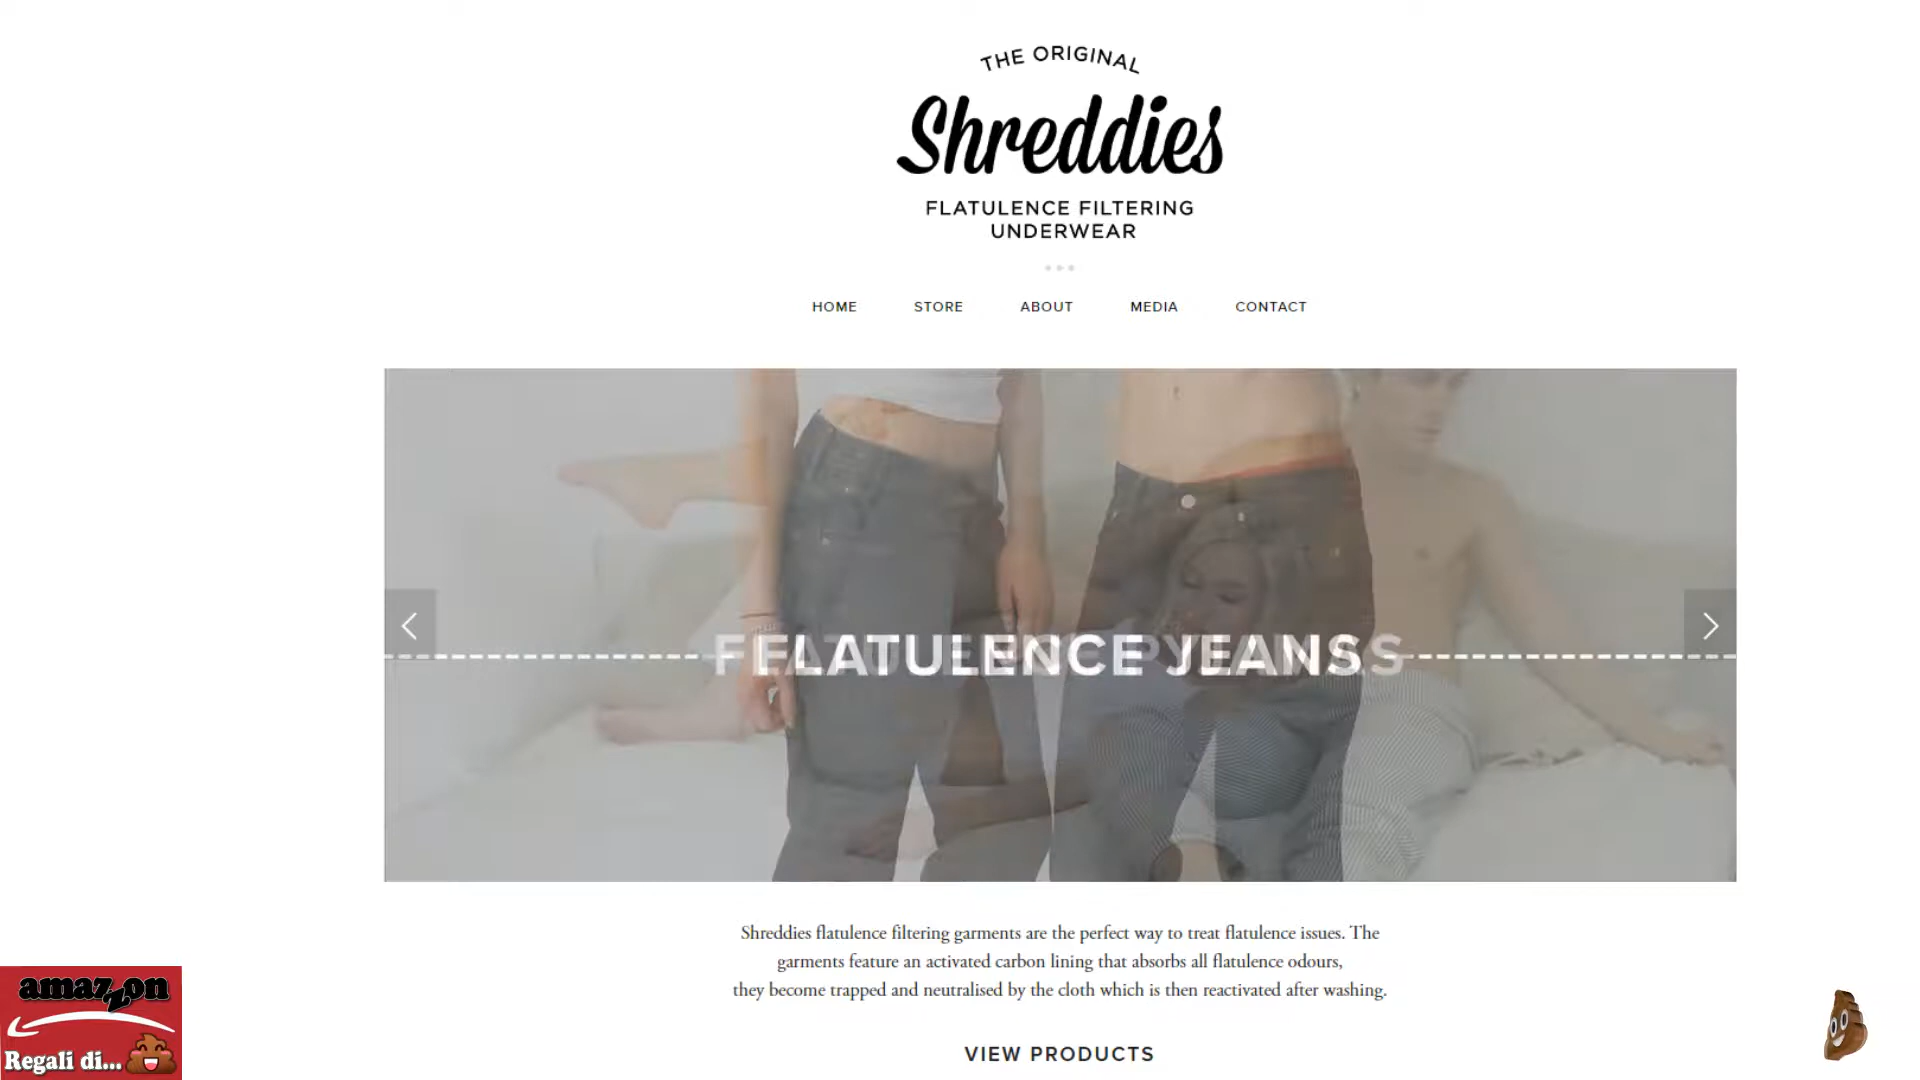 THE ORIGINAL
Shreddies
FLATULENCE FILTERING
UNDERWEAR
HOME STORE ABOUT MEDIA CONTACT
FLATULENCE JEANS
Shreddies flatulence filtering garments are the perfect way to treat flatulence issues. The
garments feature an activated carbon lining that absorbs all flatulence odours,
they become trapped and neutralised by the cloth which is then reactivated after washing.
VIEW PRODUCTS
amazzon
Regali di...